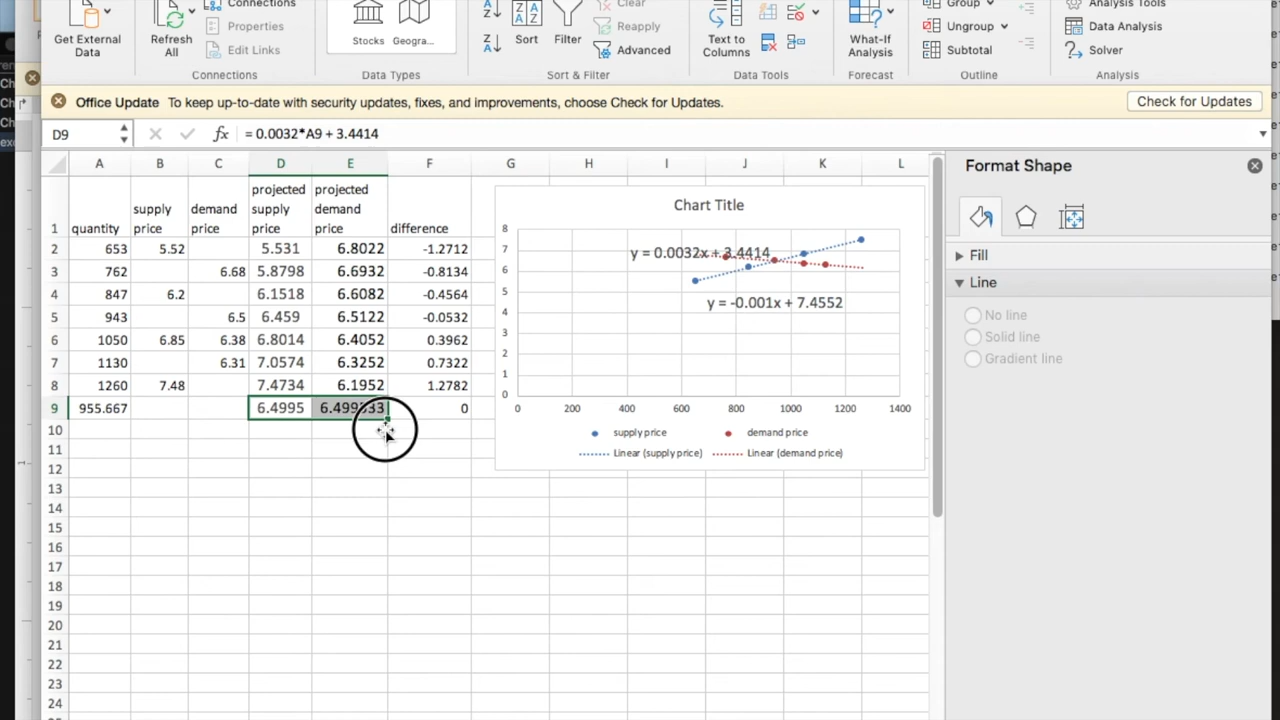 Connections
Clear
Group
Analysis Tools
Get External
Data
Refresh
All
Properties
Edit Links
Stocks
Geogra...
Sort
Filter
Reapply
Advanced
Text to
Columns
What-If
Analysis
Ungroup
Subtotal
Data Analysis
Solver
Connections
Data Types
Sort & Filter
Data Tools
Forecast
Outline
Analysis
Office Update To keep up-to-date with security updates, fixes, and improvements, choose Check for Updates.
Check for Updates
D9
fx = 0.0032*A9 + 3.4414
A B C D E F G H I J K L
1 quantity supply price demand price projected supply price projected demand price difference
2 653 5.52 5.531 6.8022 -1.2712
3 762 6.68 5.8798 6.6932 -0.8134
4 847 6.2 6.1518 6.6082 -0.4564
5 943 6.5 6.459 6.5122 -0.0532
6 1050 6.85 6.38 6.8014 6.4052 0.3962
7 1130 6.31 7.0574 6.3252 0.7322
8 1260 7.48 7.4734 6.1952 1.2782
9 955.667 6.4995 6.499533 0
10
11
12
13
14
15
16
17
18
19
20
21
22
23
24
Chart Title
8
7
6
5
4
3
2
1
0
y = 0.0032x + 3.4414
y = -0.001x + 7.4552
0 200 400 600 800 1000 1200 1400
supply price
demand price
Linear (supply price)
Linear (demand price)
Format Shape
Fill
Line
No line
Solid line
Gradient line